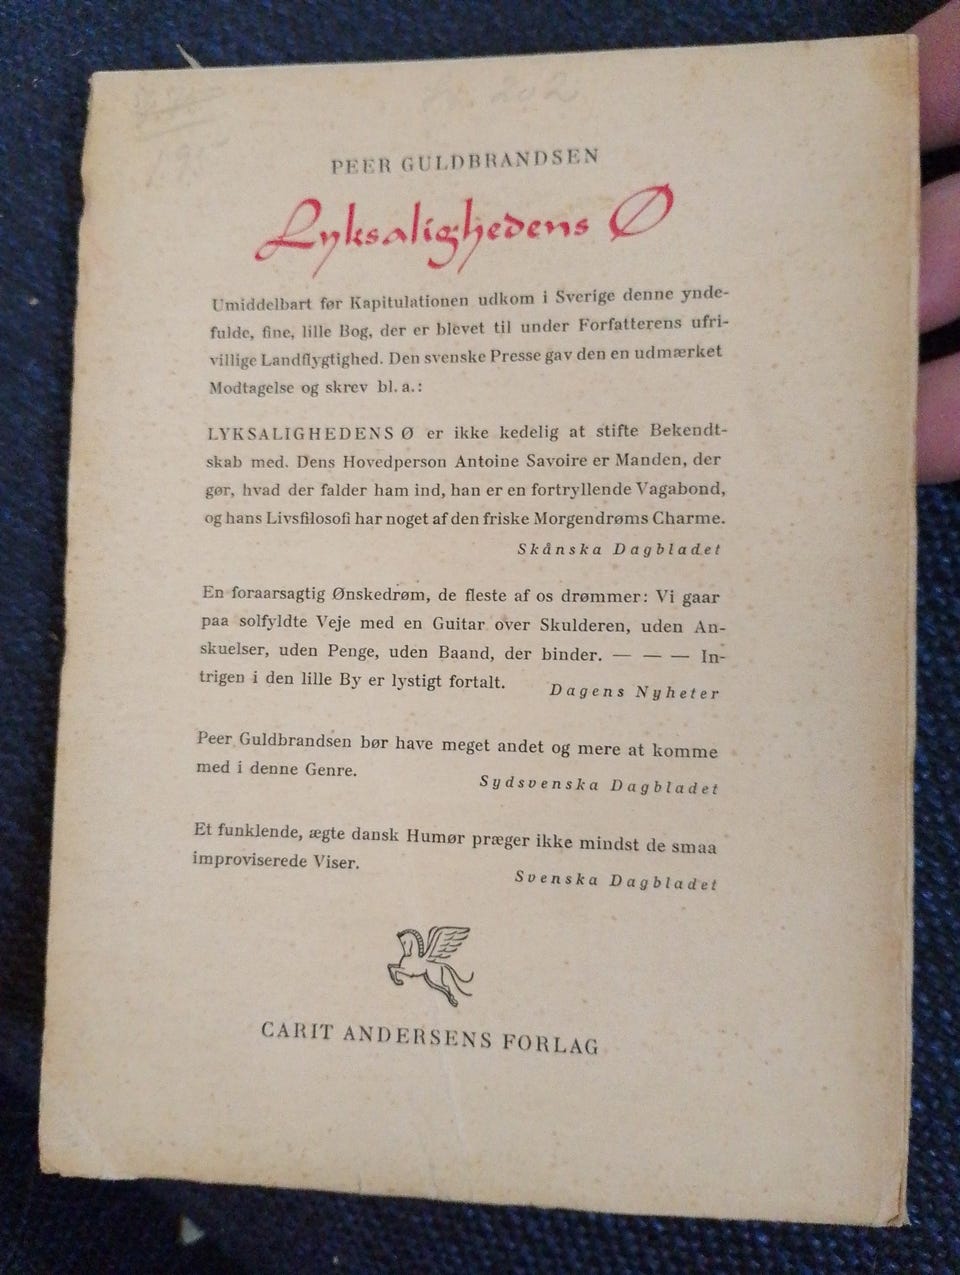 202
PEER GULDBRANDSEN
Lyksalighedens Ø
Umiddelbart før Kapitulationen udkom i Sverige denne ynde-
fulde, fine, lille Bog, der er blevet til under Forfatterens ufri-
villige Landflygtighed. Den svenske Presse gav den en udmærket
Modtagelse og skrev bl. a.:
LYKSALIGHEDENS Ø er ikke kedelig at stifte Bekendt-
skab med. Dens Hovedperson Antoine Savoire er Manden, der
gør, hvad der falder ham ind, han er en fortryllende Vagabond,
og hans Livsfilosofi har noget af den friske Morgendrøms Charme.
Skånska Dagbladet
En foraarsagtig Ønskedrøm, de fleste af os drømmer: Vi gaar
paa solfyldte Veje med en Guitar over Skulderen, uden An-
skuelser, uden Penge, uden Baand, der binder. — — — In-
trigen i den lille By er lystigt fortalt.
Dagens Nyheter
Peer Guldbrandsen bør have meget andet og mere at komme
med i denne Genre.
Sydsvenska Dagbladet
Et funklende, ægte dansk Humør præger ikke mindst de smaa
improviserede Viser.
Svenska Dagbladet
CARIT ANDERSENS FORLAG